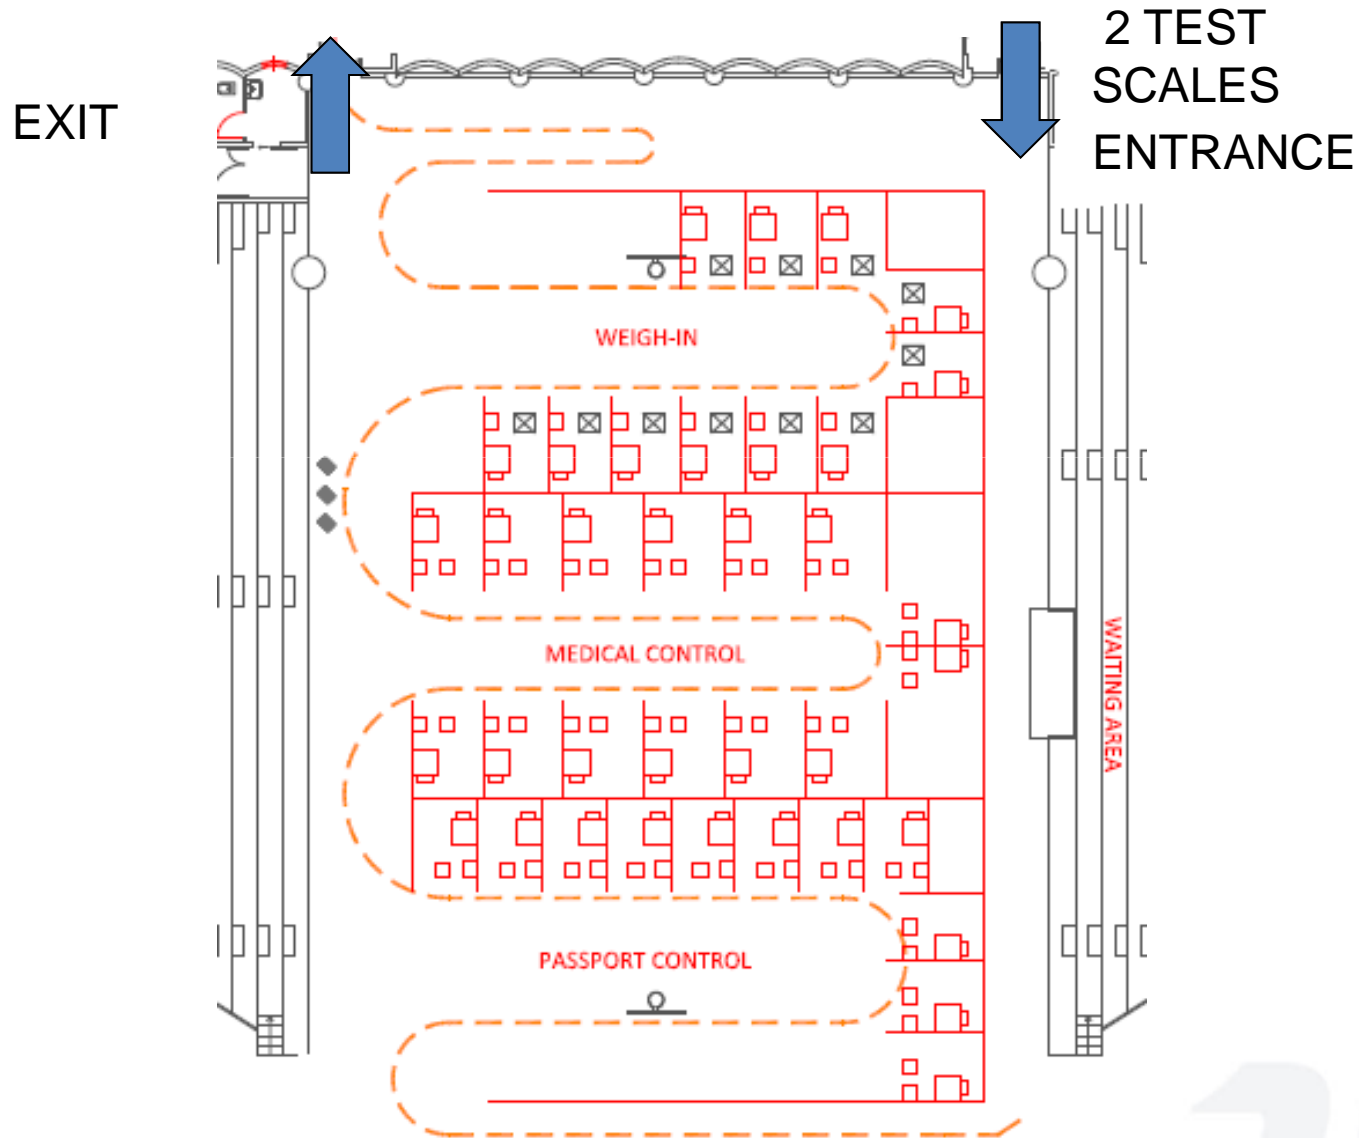 2 TEST
SCALES
EXIT
ENTRANCE
WEIGH-IN
MEDICAL CONTROL
WAITING AREA
PASSPORT CONTROL